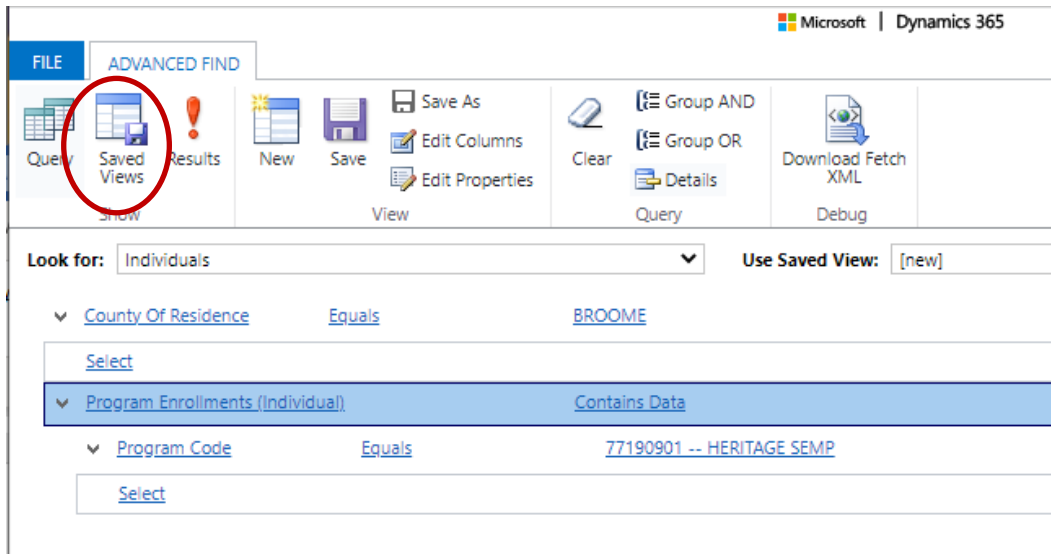 Microsoft | Dynamics 365
FILE ADVANCED FIND
Query
Saved Views
Results
New
Save
Save As
Edit Columns
Edit Properties
Clear
Group AND
Group OR
Details
Download Fetch XML
Show View Query Debug
Look for: Individuals Use Saved View: [new]
County Of Residence Equals BROOME
Select
Program Enrollments (Individual) Contains Data
Program Code Equals 77190901 -- HERITAGE SEMP
Select